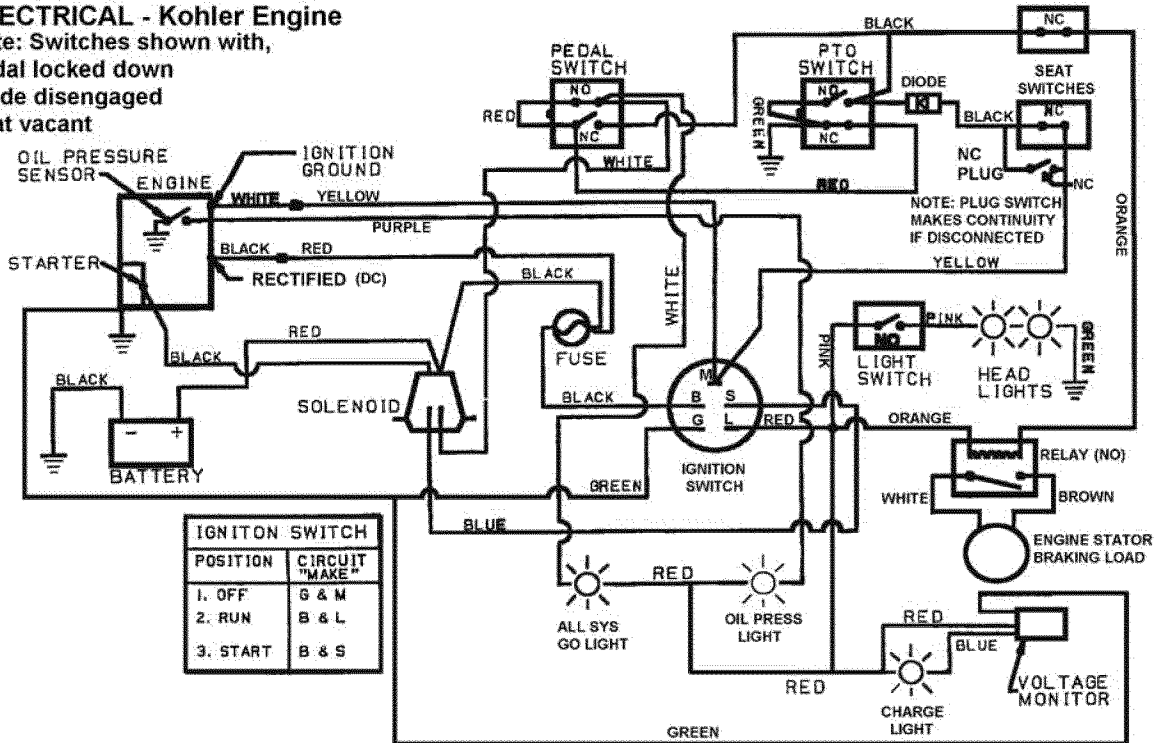 ECTRICAL - Kohler Engine
te: Switches shown with,
dal locked down
de disengaged
at vacant
OIL PRESSURE
SENSOR
ENGINE
IGNITION
GROUND
WHITE
YELLOW
PURPLE
BLACK
RED
RECTIFIED (DC)
STARTER
PEDAL
SWITCH
NO
NC
RED
WHITE
PTO
SWITCH
NO
NC
GREEN
RED
BLACK
DIODE
BLACK
NC
SEAT
SWITCHES
NC
NC
PLUG
NC
NOTE: PLUG SWITCH
MAKES CONTINUITY
IF DISCONNECTED
YELLOW
ORANGE
BLACK
FUSE
WHITE
RED
BLACK
BLACK
BATTERY
- +
SOLENOID
BLACK
M
B S
G L
RED
IGNITION
SWITCH
GREEN
BLUE
PINK
NO
LIGHT
SWITCH
PINK
HEAD
LIGHTS
GREEN
ORANGE
RELAY (NO)
WHITE
BROWN
ENGINE STATOR
BRAKING LOAD
IGNITON SWITCH
POSITION CIRCUIT "MAKE"
1. OFF G & M
2. RUN B & L
3. START B & S
ALL SYS
GO LIGHT
RED
OIL PRESS
LIGHT
RED
RED
BLUE
CHARGE
LIGHT
VOLTAGE
MONITOR
GREEN